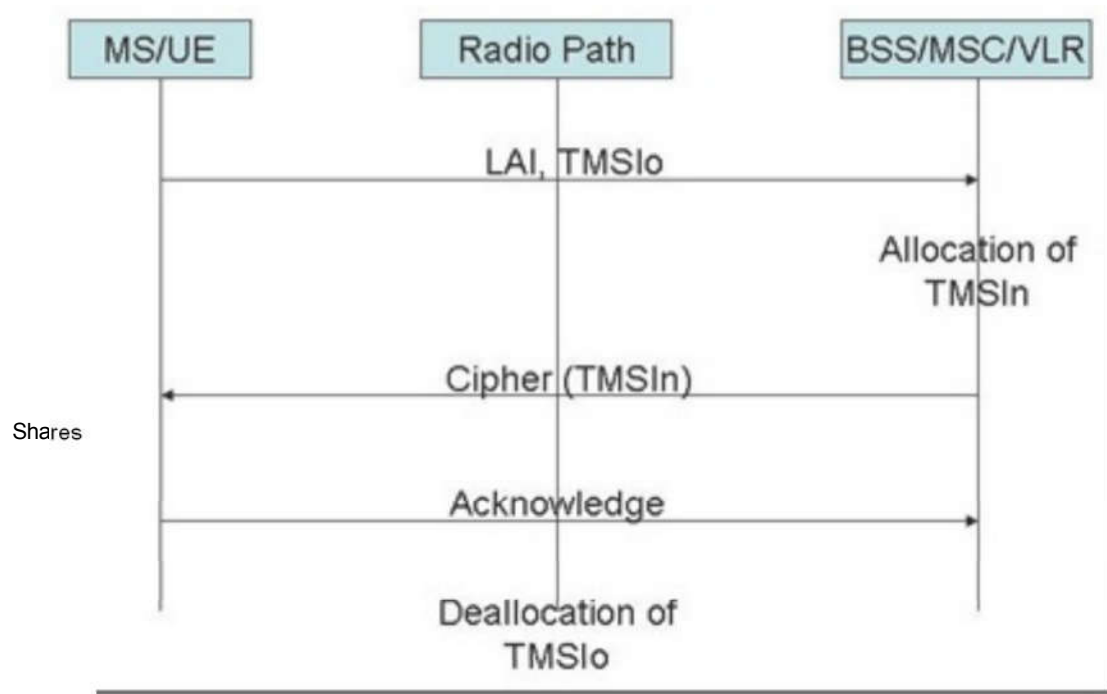 MS/UE
Radio Path
BSS/MSC/VLR
LAI, TMSIo
Allocation of
TMSIn
Cipher (TMSIn)
Shares
Acknowledge
Deallocation of
TMSIo